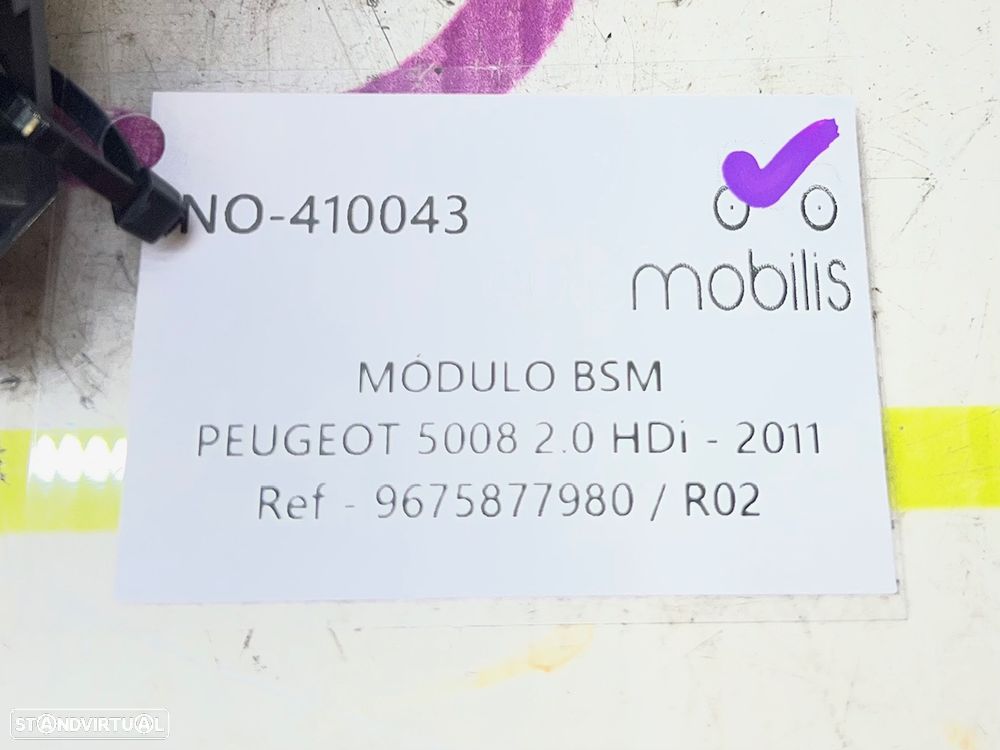 NO-410043
mobilis
MÓDULO BSM
PEUGEOT 5008 2.0 HDi - 2011
Ref - 9675877980 / R02
STANDVIRTUAL